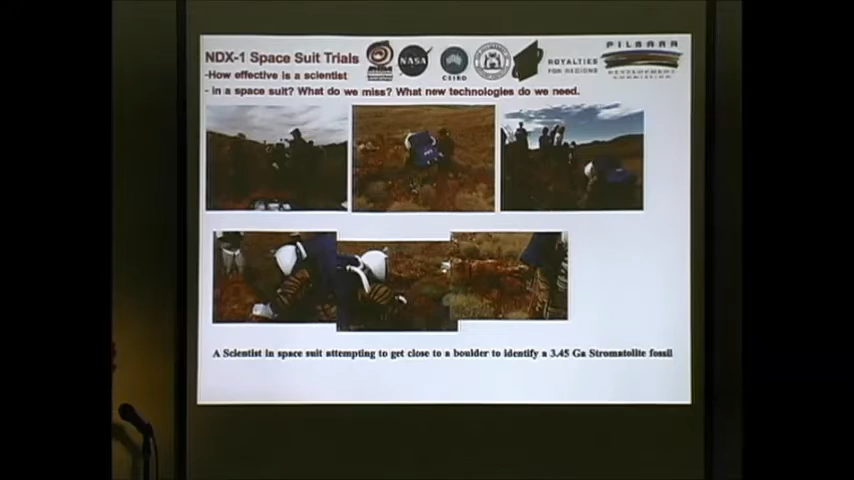 NDX-1 Space Suit Trials
-How effective is a scientist
- in a space suit? What do we miss? What new technologies do we need.
NASA
CSIRO
ROYALTIES
FOR REGIONS
PILBARA
DEVELOPMENT
COMMISSION
A Scientist in space suit attempting to get close to a boulder to identify a 3.45 Ga Stromatolite fossil